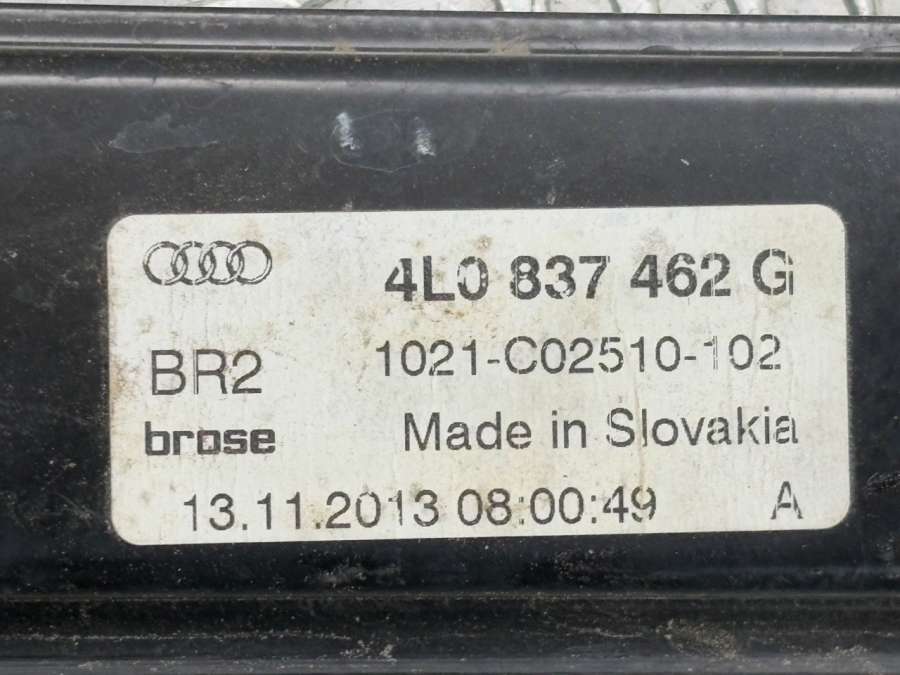 4L0 837 462 G
BR2
1021-C02510-102
brose
Made in Slovakia
13.11.2013 08:00:49 A